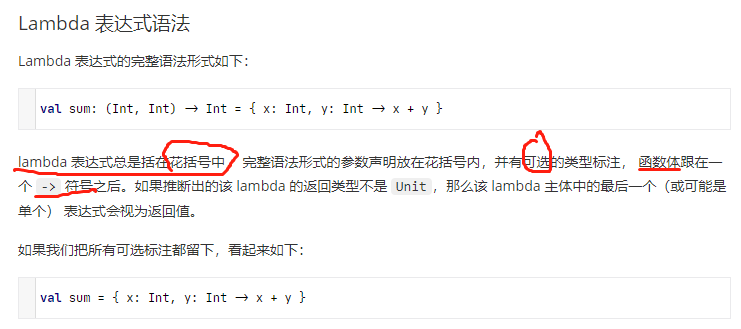 Lambda 表达式语法
Lambda 表达式的完整语法形式如下：
val sum: (Int, Int) -> Int = { x: Int, y: Int -> x + y }
lambda 表达式总是括在花括号中， 完整语法形式的参数声明放在花括号内，并有可选的类型标注， 函数体跟在一
个 -> 符号之后。如果推断出的该 lambda 的返回类型不是 Unit，那么该 lambda 主体中的最后一个（或可能是
单个） 表达式会视为返回值。
如果我们把所有可选标注都留下，看起来如下：
val sum = { x: Int, y: Int -> x + y }